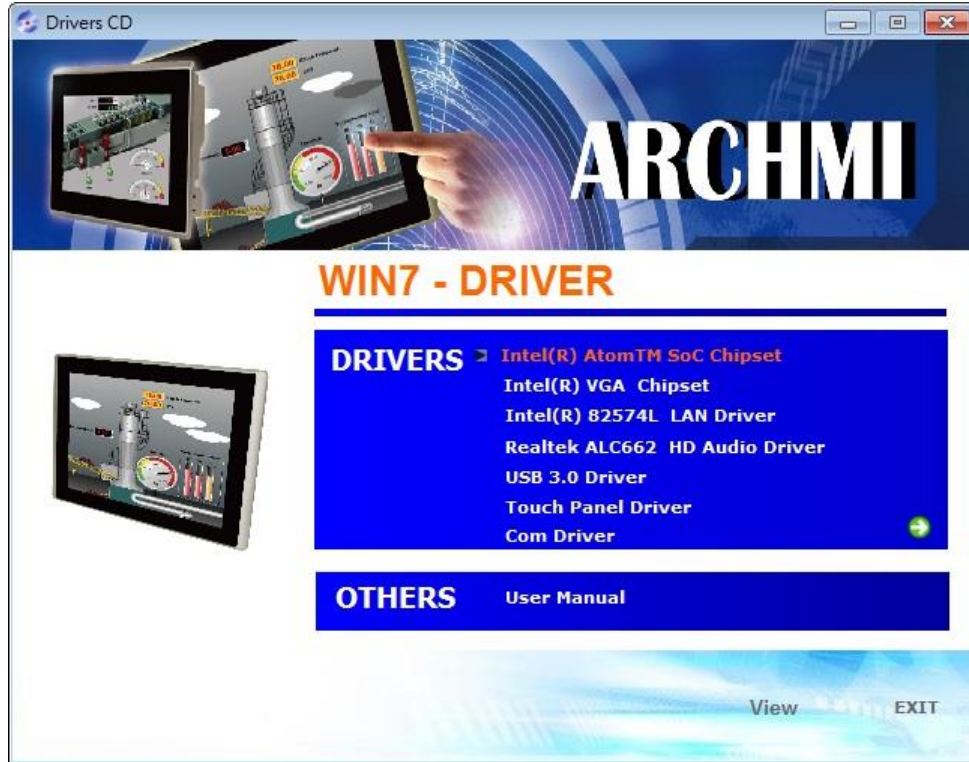 Drivers CD
ARCHMI
WIN7 - DRIVER
DRIVERS
Intel(R) AtomTM SoC Chipset
Intel(R) VGA  Chipset
Intel(R) 82574L  LAN Driver
Realtek ALC662  HD Audio Driver
USB 3.0 Driver
Touch Panel Driver
Com Driver
OTHERS
User Manual
View
EXIT